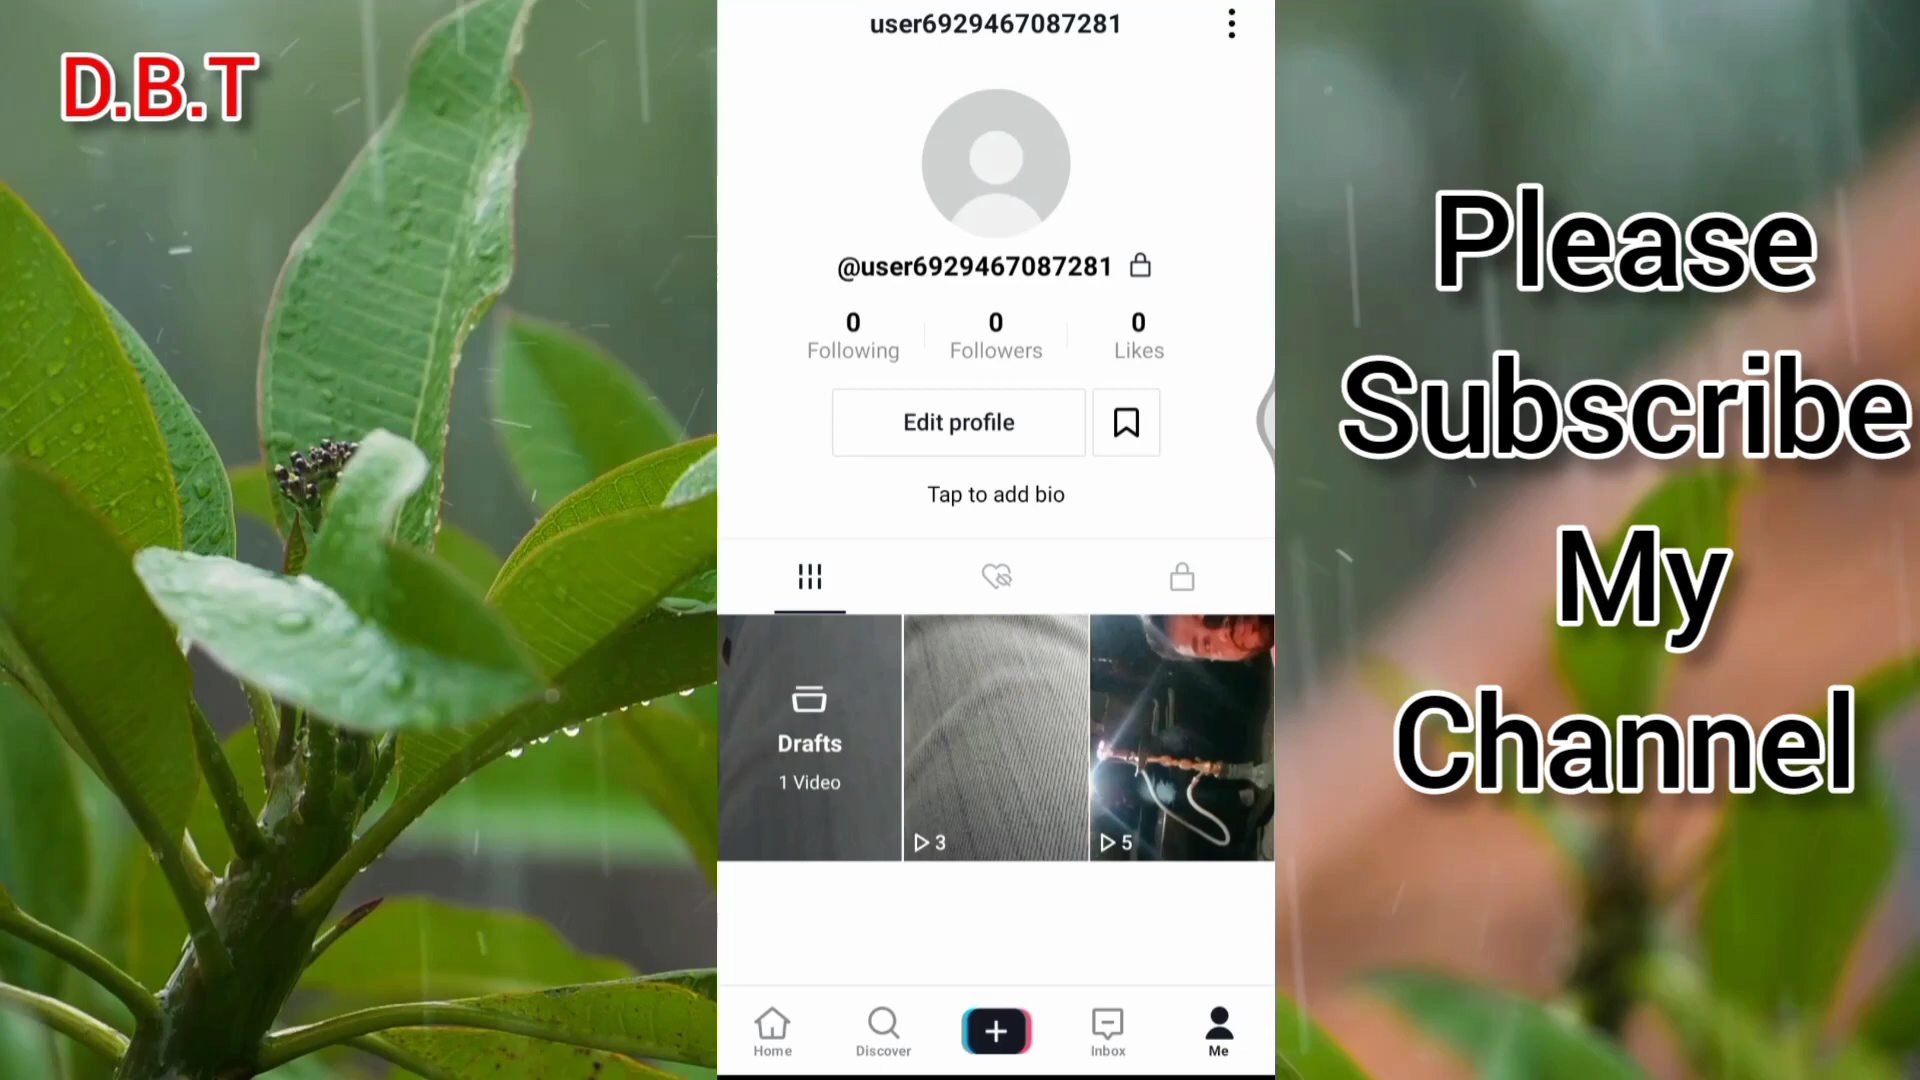 D.B.T
user6929467087281
@user6929467087281
0 0 0
Following Followers Likes
Edit profile
Tap to add bio
Drafts
1 Video
3
5
Home Discover Inbox Me
Please
Subscribe
My
Channel